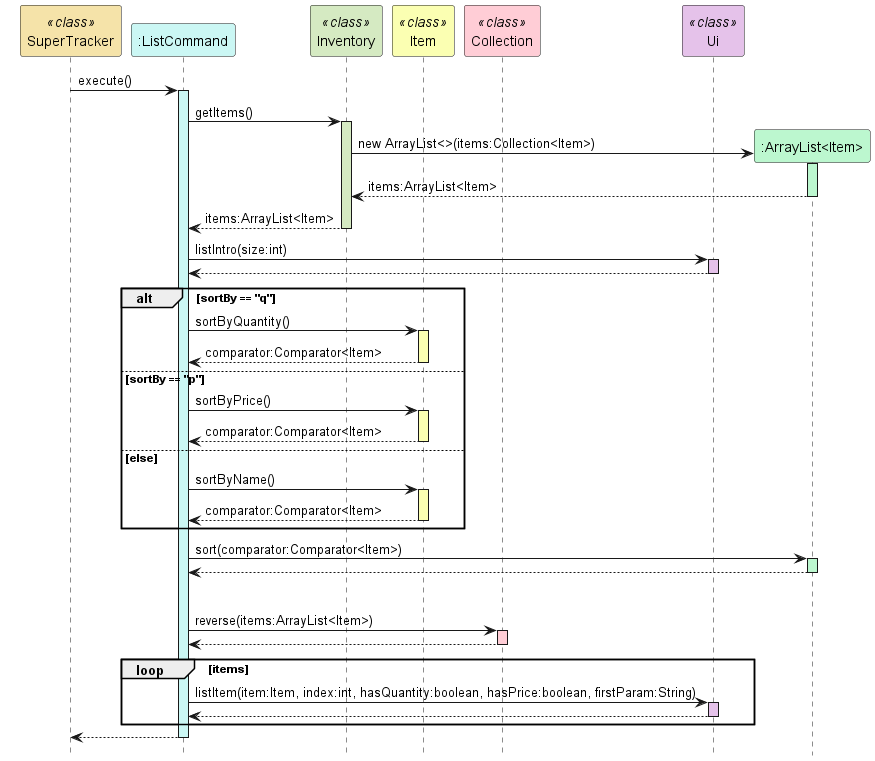 «class» «class» «class» «class» «class»
SuperTracker :ListCommand Inventory Item Collection Ui
execute()
getItems()
new ArrayList<>(items:Collection<Item>) :ArrayList<Item>
items:ArrayList<Item>
items:ArrayList<Item>
listIntro(size:int)
alt [sortBy == "q"]
sortByQuantity()
comparator:Comparator<Item>
[sortBy == "p"]
sortByPrice()
comparator:Comparator<Item>
[else]
sortByName()
comparator:Comparator<Item>
sort(comparator:Comparator<Item>)
reverse(items:ArrayList<Item>)
loop [items]
listItem(item:Item, index:int, hasQuantity:boolean, hasPrice:boolean, firstParam:String)